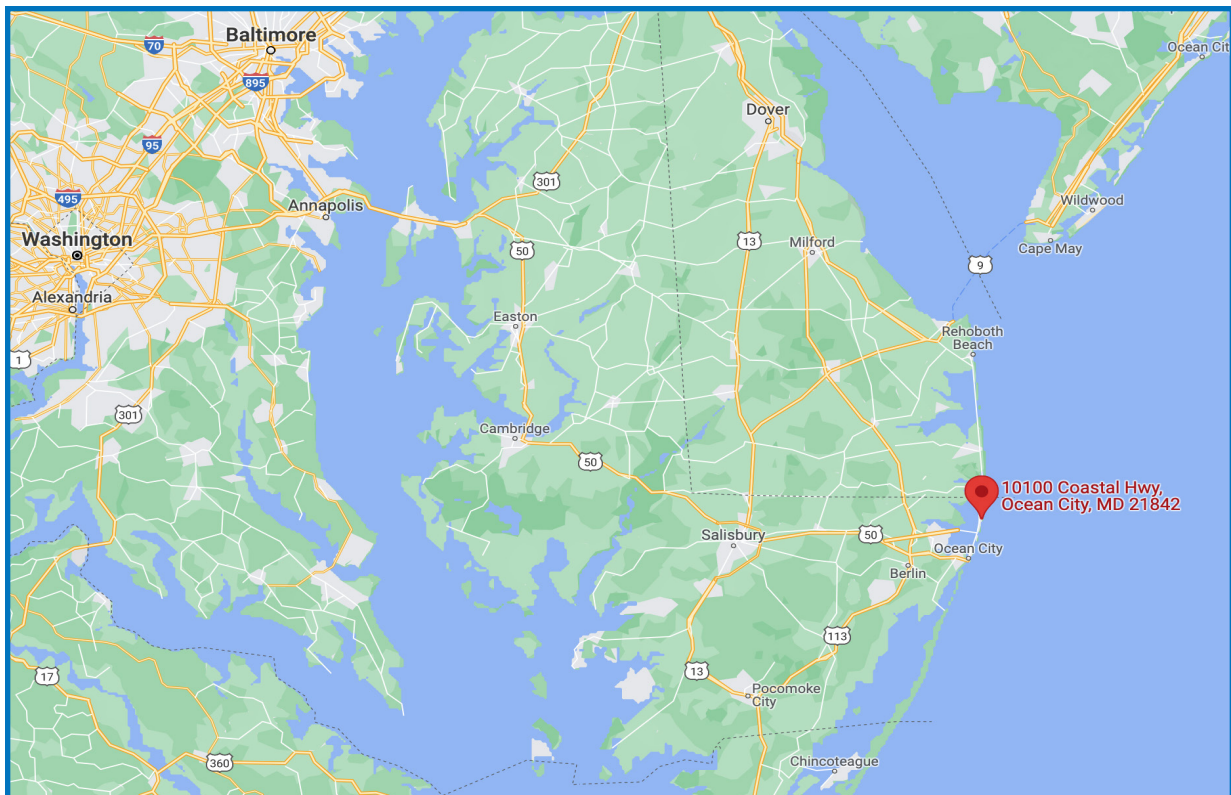 70
Baltimore
Ocean Cit
895
Dover
95
301
495
Annapolis
Wildwood
Washington
50
13
Milford
Cape May
9
Alexandria
Easton
Rehoboth
Beach
1
301
Cambridge
50
10100 Coastal Hwy,
Ocean City, MD 21842
Salisbury
50
Ocean City
Berlin
113
17
13
Pocomoke
City
360
Chincoteague